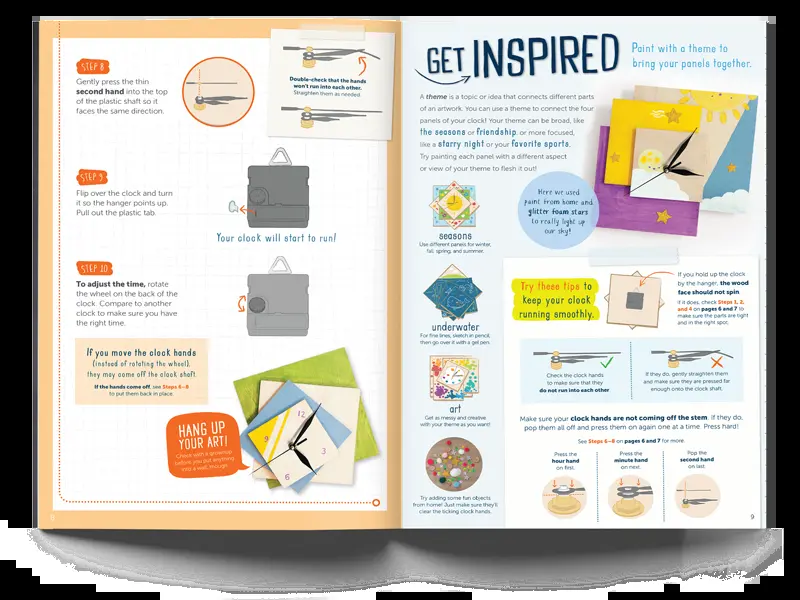 STEP 8
Gently press the thin
second hand into the top
of the plastic shaft so it
faces the same direction.
Double-check that the hands
won't run into each other.
Straighten them as needed.
STEP 9
Flip over the clock and turn
it so the hanger points up.
Pull out the plastic tab.
Your clock will start to run!
STEP 10
To adjust the time, rotate
the wheel on the back of the
clock. Compare to another
clock to make sure you have
the right time.
If you move the clock hands
(instead of rotating the wheel),
they may come off the clock shaft.
If the hands come off, see Steps 6–8
to put them back in place.
HANG UP
YOUR ART!
Check with a grownup
before you put anything
into a wall, though.
12
3
6
9
8
GET INSPIRED
Paint with a theme to
bring your panels together.
A theme is a topic or idea that connects different parts
of an artwork. You can use a theme to connect the four
panels of your clock! Your theme can be broad, like
the seasons or friendship, or more focused,
like a starry night or your favorite sports.
Try painting each panel with a different aspect
or view of your theme to flesh it out!
Here we used
paint from home and
glitter foam stars
to really light up
our sky!
seasons
Use different panels for winter,
fall, spring, and summer.
underwater
For fine lines, sketch in pencil,
then go over it with a gel pen.
art
Get as messy and creative
with your theme as you want!
Try adding some fun objects
from home! Just make sure they'll
clear the ticking clock hands.
Try these tips to
keep your clock
running smoothly.
If you hold up the clock
by the hanger, the wood
face should not spin.
If it does, check Steps 1, 2,
and 4 on pages 6 and 7 to
make sure the parts are tight
and in the right spot.
Check the clock hands
to make sure that they
do not run into each other.
If they do, gently straighten them
and make sure they are pressed far
enough onto the clock shaft.
Make sure your clock hands are not coming off the stem. If they do,
pop them all off and press them on again one at a time. Press hard!
See Steps 6–8 on pages 6 and 7 for more.
Press the
hour hand
on first.
Press the
minute hand
on next.
Pop the
second hand
on last.
9